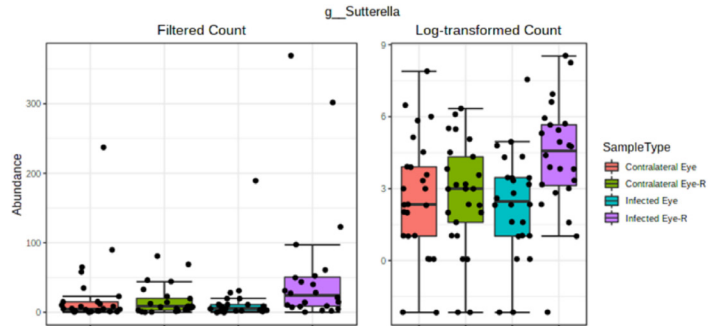 g__Sutterella
Filtered Count
Log-transformed Count
Abundance
300
200
100
0
9
6
3
0
SampleType
Contralateral Eye
Contralateral Eye-R
Infected Eye
Infected Eye-R